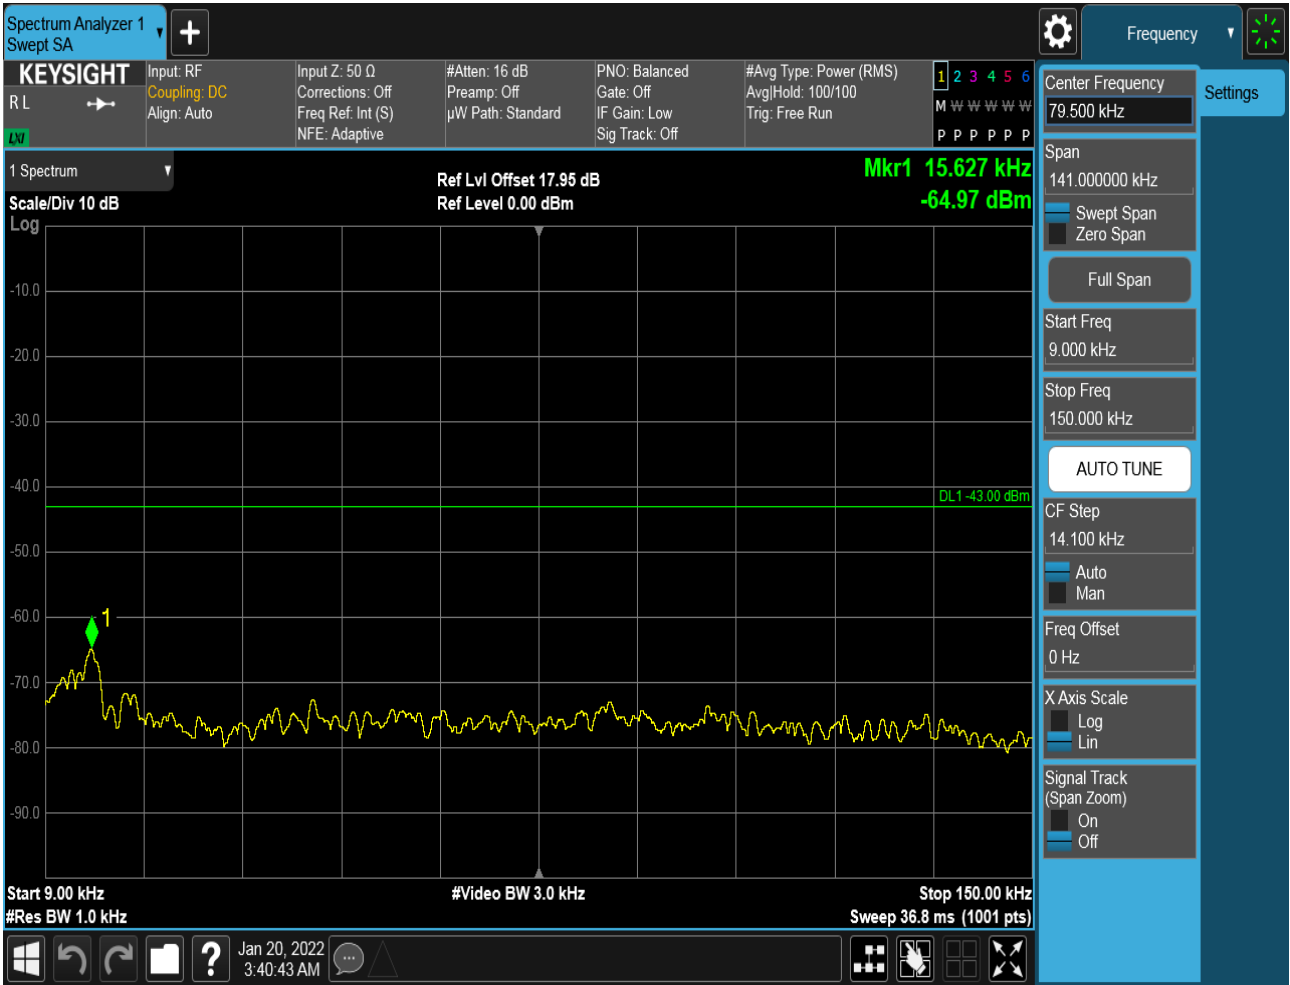 Spectrum Analyzer 1
Swept SA
Frequency
KEYSIGHT
R L
LXI
Input: RF
Coupling: DC
Align: Auto
Input Z: 50 Ω
Corrections: Off
Freq Ref: Int (S)
NFE: Adaptive
#Atten: 16 dB
Preamp: Off
µW Path: Standard
PNO: Balanced
Gate: Off
IF Gain: Low
Sig Track: Off
#Avg Type: Power (RMS)
Avg|Hold: 100/100
Trig: Free Run
1 2 3 4 5 6
M W W W W W
P P P P P P
1 Spectrum
Scale/Div 10 dB
Log
Ref Lvl Offset 17.95 dB
Ref Level 0.00 dBm
Mkr1 15.627 kHz
-64.97 dBm
-10.0
-20.0
-30.0
-40.0
-50.0
-60.0
-70.0
-80.0
-90.0
DL1 -43.00 dBm
1
Start 9.00 kHz
#Res BW 1.0 kHz
#Video BW 3.0 kHz
Stop 150.00 kHz
Sweep 36.8 ms (1001 pts)
Center Frequency
79.500 kHz
Span
141.000000 kHz
Swept Span
Zero Span
Full Span
Start Freq
9.000 kHz
Stop Freq
150.000 kHz
AUTO TUNE
CF Step
14.100 kHz
Auto
Man
Freq Offset
0 Hz
X Axis Scale
Log
Lin
Signal Track
(Span Zoom)
On
Off
Settings
?
Jan 20, 2022
3:40:43 AM